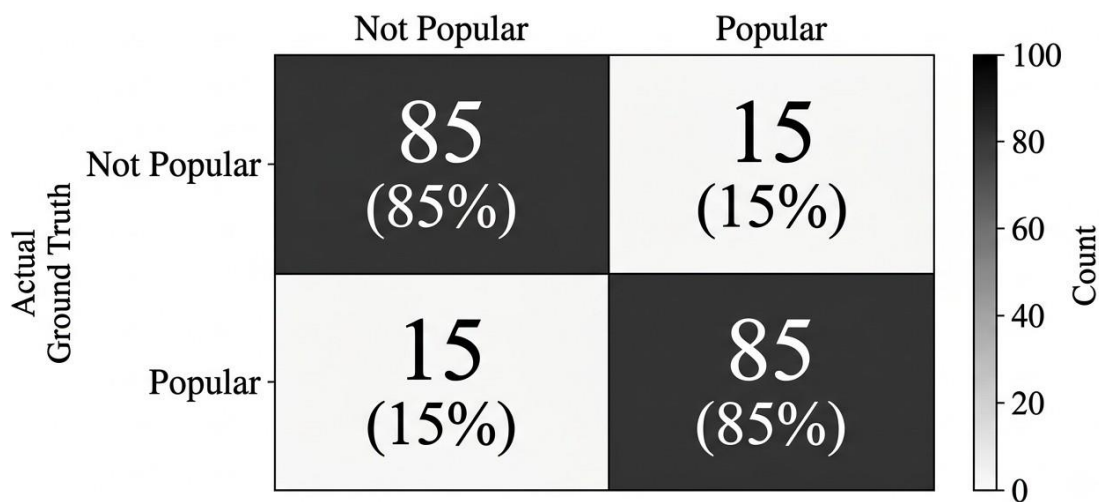 Not Popular Popular
Actual
Ground Truth
Not Popular
85
(85%)
15
(15%)
Popular
15
(15%)
85
(85%)
100
80
60
40
20
0
Count